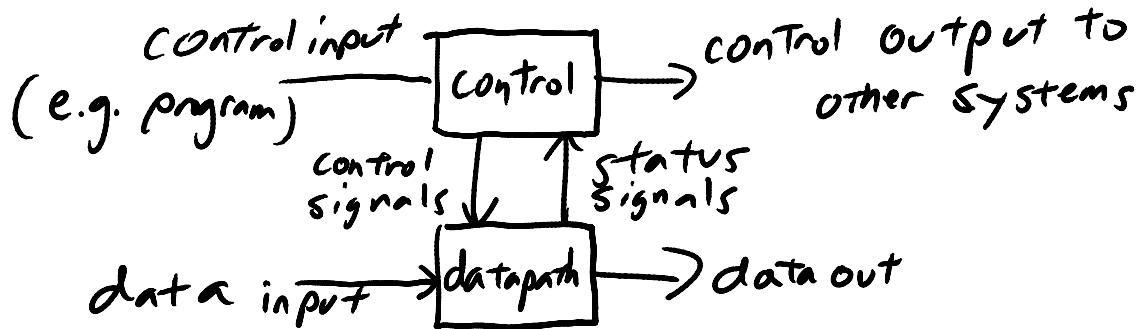 control input
(e.g. program)
control
control output to
other systems
control
signals
status
signals
data input
datapath
data out